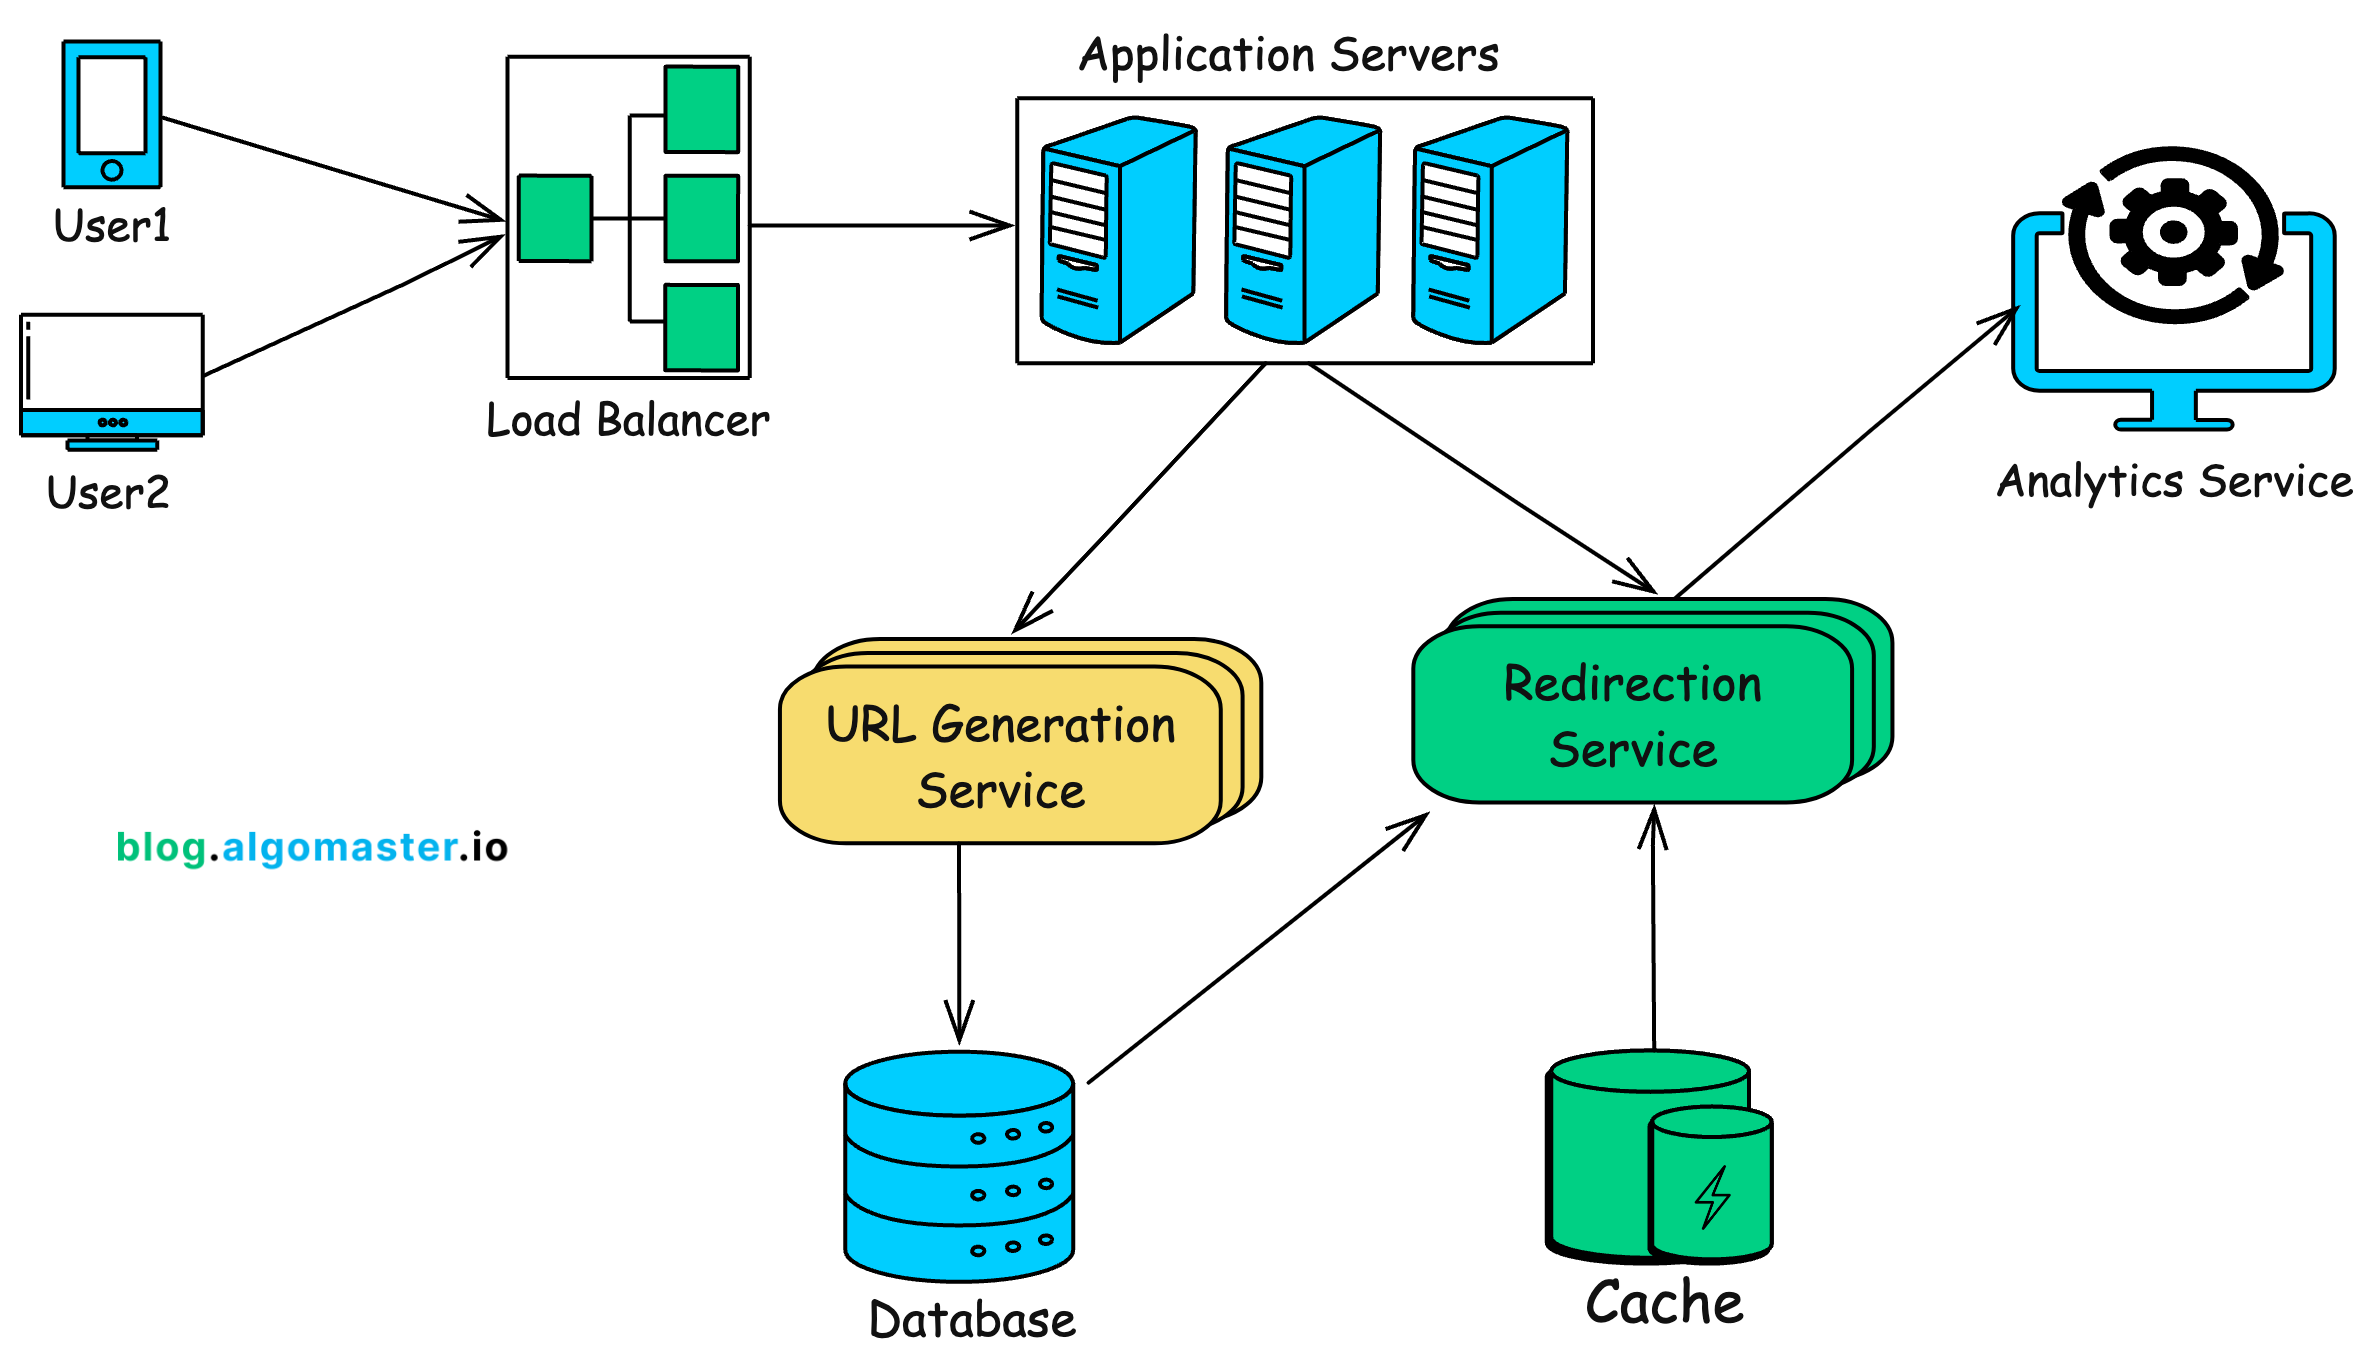 Application Servers
User1
Load Balancer
User2
Analytics Service
URL Generation
Service
Redirection
Service
blog.algomaster.io
Database
Cache